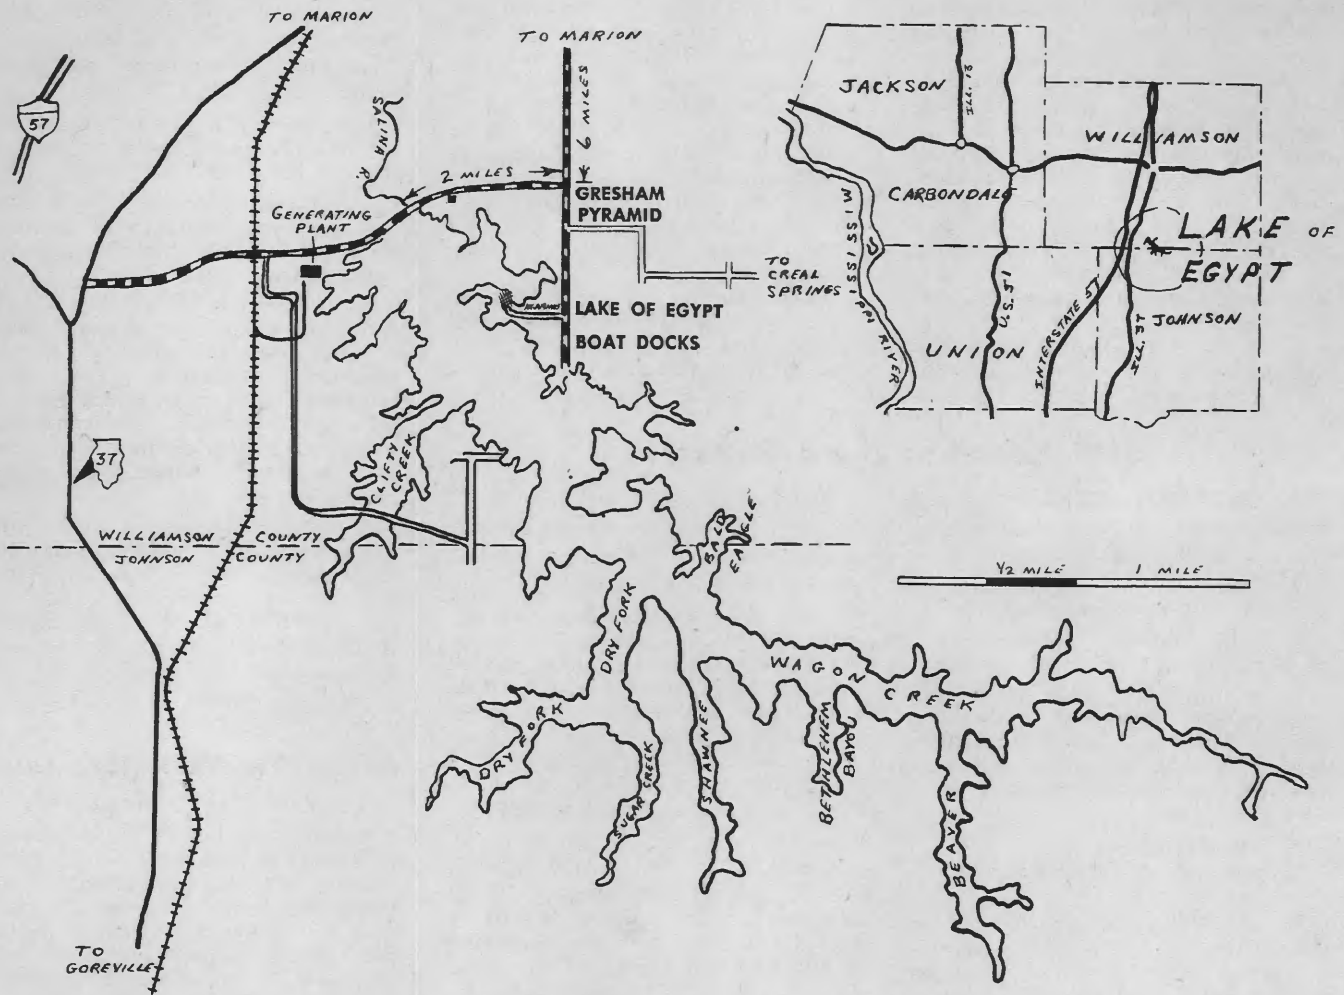 TO MARION
TO MARION
57
6 MILES
SALINA R.
2 MILES
GRESHAM
PYRAMID
GENERATING
PLANT
TO
CREAL
SPRINGS
LAKE OF EGYPT
BOAT DOCKS
37
CLIFTY
CREEK
WILLIAMSON COUNTY
JOHNSON COUNTY
BALD
EAGLE
DRY FORK
DRY FORK
SUGAR CREEK
SHAWNEE
WAGON CREEK
BETHLEHEM
BAYOU
BEAVER
TO
GOREVILLE
1/2 MILE 1 MILE
JACKSON
ILL. 13
WILLIAMSON
CARBONDALE
MISSISSIPPI RIVER
LAKE OF
EGYPT
U.S. 51
INTERSTATE 57
ILL. 37
JOHNSON
UNION